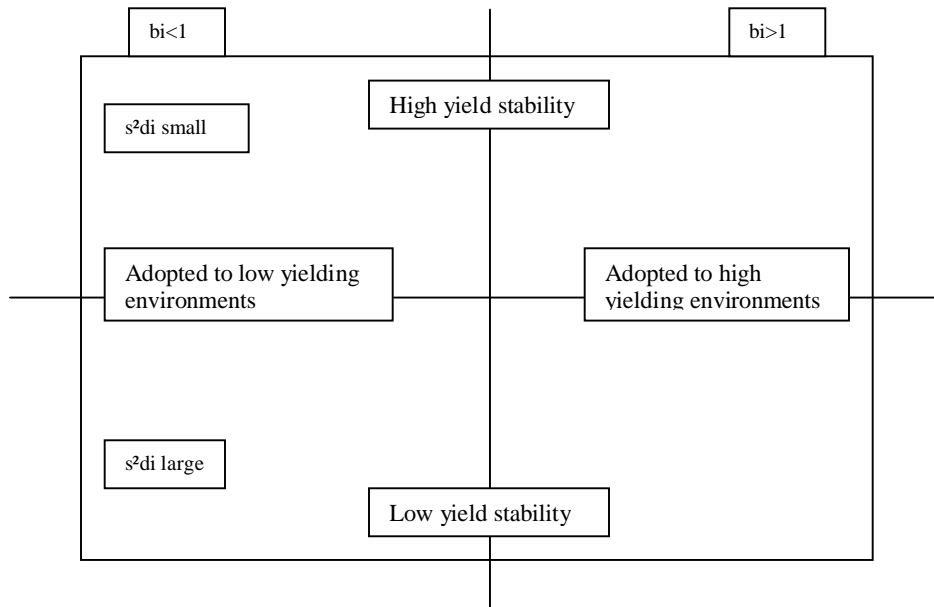 bi<1
bi>1
High yield stability
s²di small
Adopted to low yielding
environments
Adopted to high
yielding environments
s²di large
Low yield stability